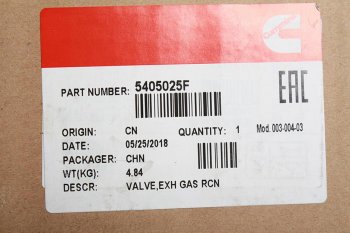 Cummins
PART NUMBER: 5405025F
EAC
ORIGIN: CN QUANTITY: 1 Mod. 003-004-03
DATE: 05/25/2018
PACKAGER: CHN
WT(KG): 4.84
DESCR: VALVE,EXH GAS RCN